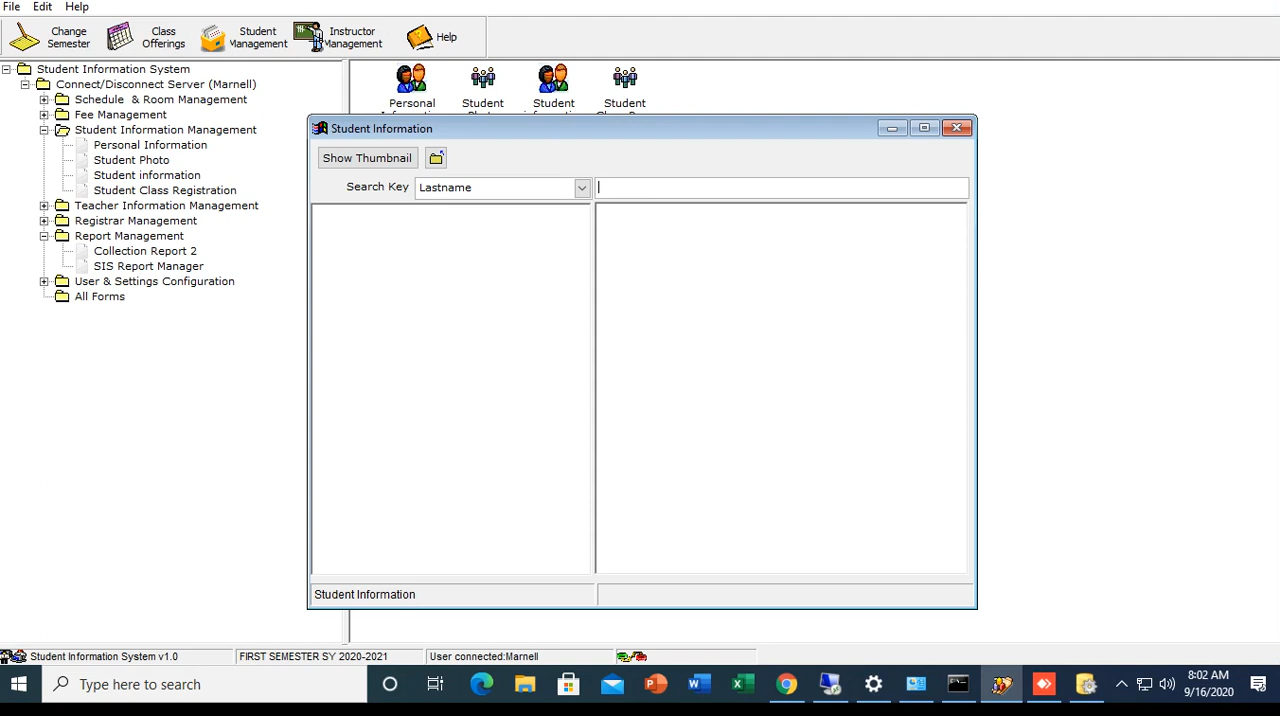 File Edit Help
Change Semester
Class Offerings
Student Management
Instructor Management
Help
Student Information System
Connect/Disconnect Server (Marnell)
Schedule & Room Management
Fee Management
Student Information Management
Personal Information
Student Photo
Student information
Student Class Registration
Teacher Information Management
Registrar Management
Report Management
Collection Report 2
SIS Report Manager
User & Settings Configuration
All Forms
Personal Student Student Student
Student Information
Show Thumbnail
Search Key Lastname
Student Information
Student Information System v1.0 FIRST SEMESTER SY 2020-2021 User connected:Marnell
Type here to search
8:02 AM
9/16/2020